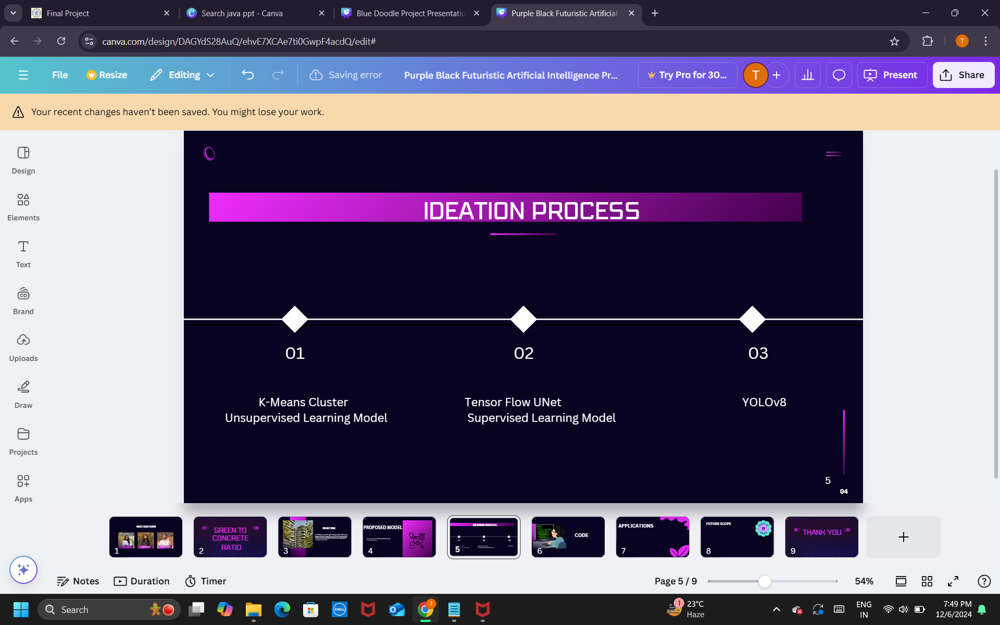 Final Project
Search java ppt - Canva
Blue Doodle Project Presentatio
Purple Black Futuristic Artificial
canva.com/design/DAGYdS28AuQ/ehvE7XCAe7ti0GwpF4acdQ/edit#
T
File
Resize
Editing
Saving error
Purple Black Futuristic Artificial Intelligence Pr...
Try Pro for 30...
T
Present
Share
Your recent changes haven't been saved. You might lose your work.
Design
Elements
Text
Brand
Uploads
Draw
Projects
Apps
IDEATION PROCESS
01
02
03
K-Means Cluster
Unsupervised Learning Model
Tensor Flow UNet
Supervised Learning Model
YOLOv8
5
04
MEET OUR TEAM
1
GREEN TO
CONCRETE
RATIO
2
OBJECTIVE
3
PROPOSED MODEL
4
IDEATION PROCESS
5
CODE
6
APPLICATIONS
7
FUTURE SCOPE
8
THANK YOU
9
Notes
Duration
Timer
Page 5 / 9
54%
Search
DELL
T
1
23°C
Haze
ENG
IN
7:49 PM
12/6/2024